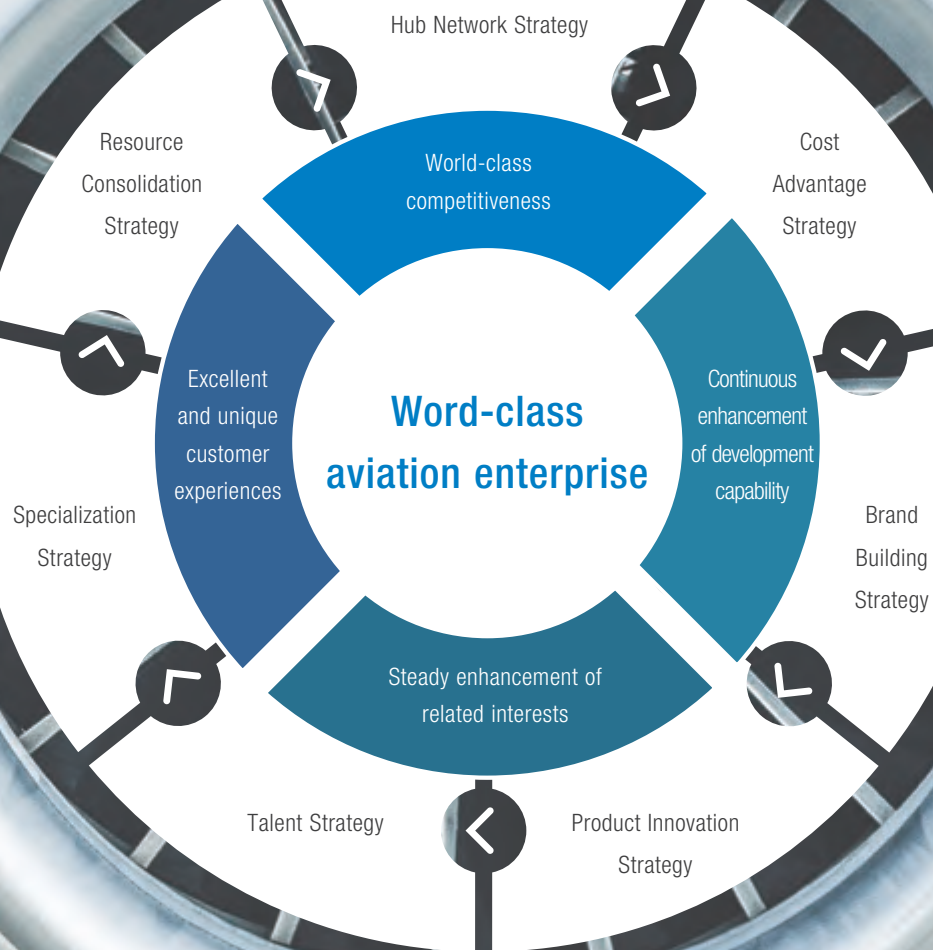 Hub Network Strategy
Resource
Consolidation
Strategy
World-class
competitiveness
Cost
Advantage
Strategy
Excellent
and unique
customer
experiences
Word-class
aviation enterprise
Continuous
enhancement
of development
capability
Specialization
Strategy
Brand
Building
Strategy
Steady enhancement of
related interests
Talent Strategy
Product Innovation
Strategy